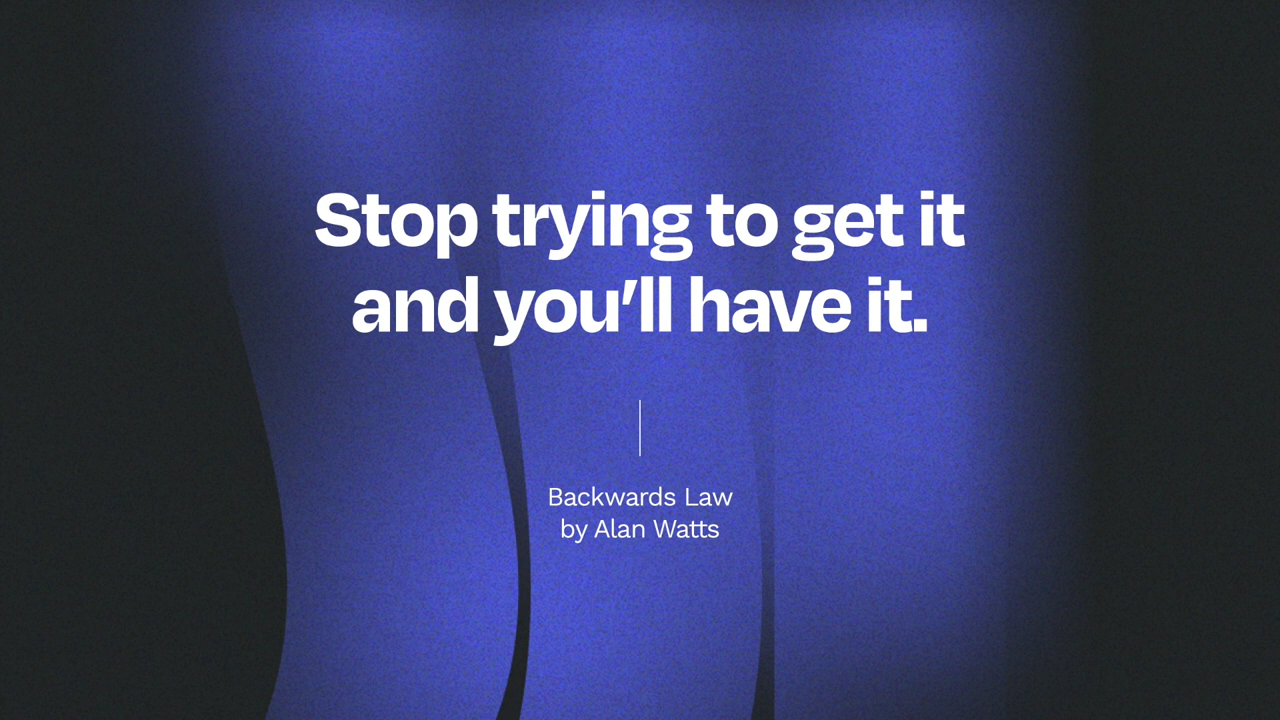 Stop trying to get it
and you’ll have it.
Backwards Law
by Alan Watts